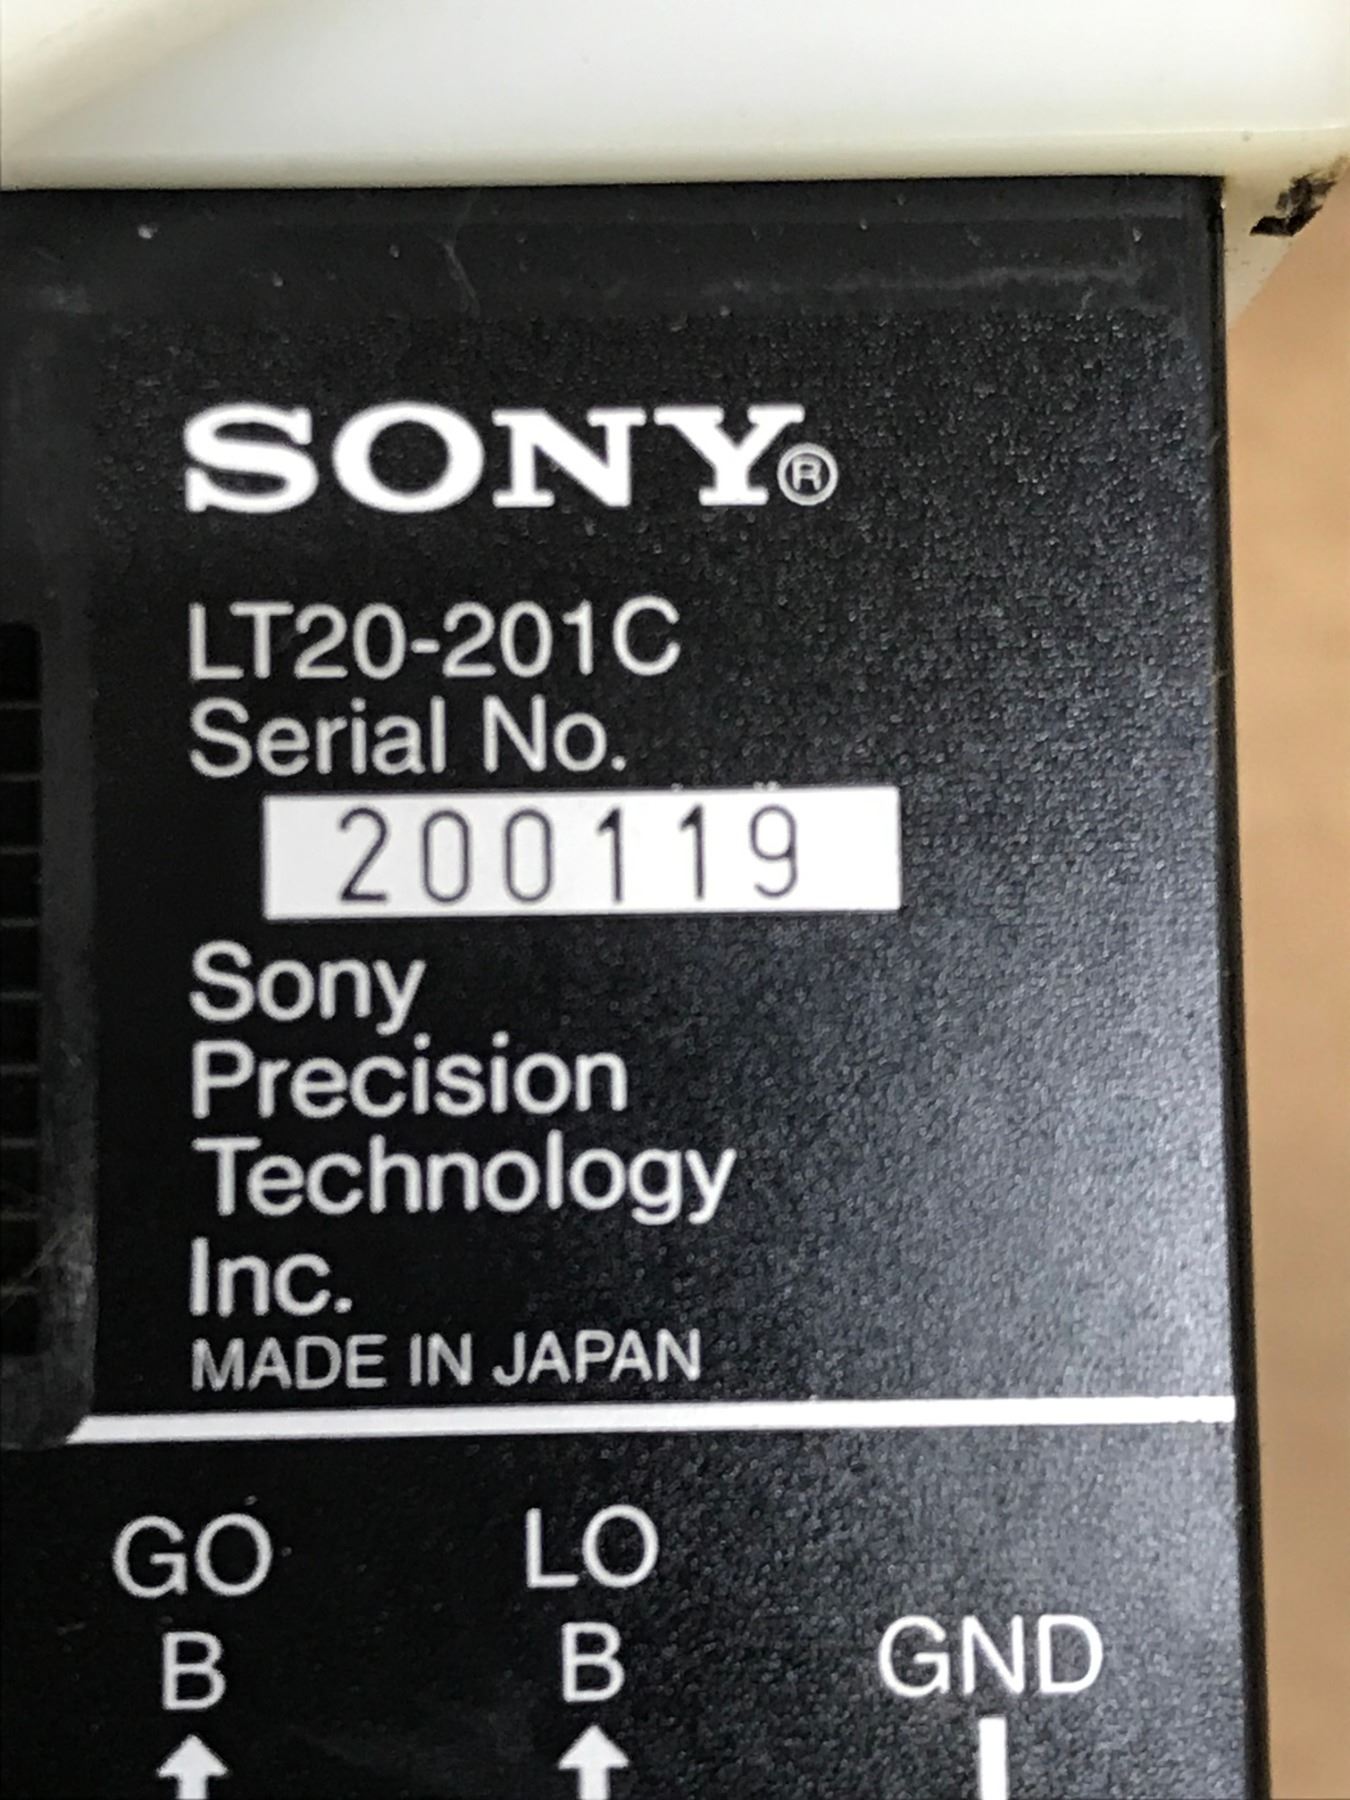 SONY®
LT20-201C
Serial No.
200119
Sony
Precision
Technology
Inc.
MADE IN JAPAN
GO LO
B B GND